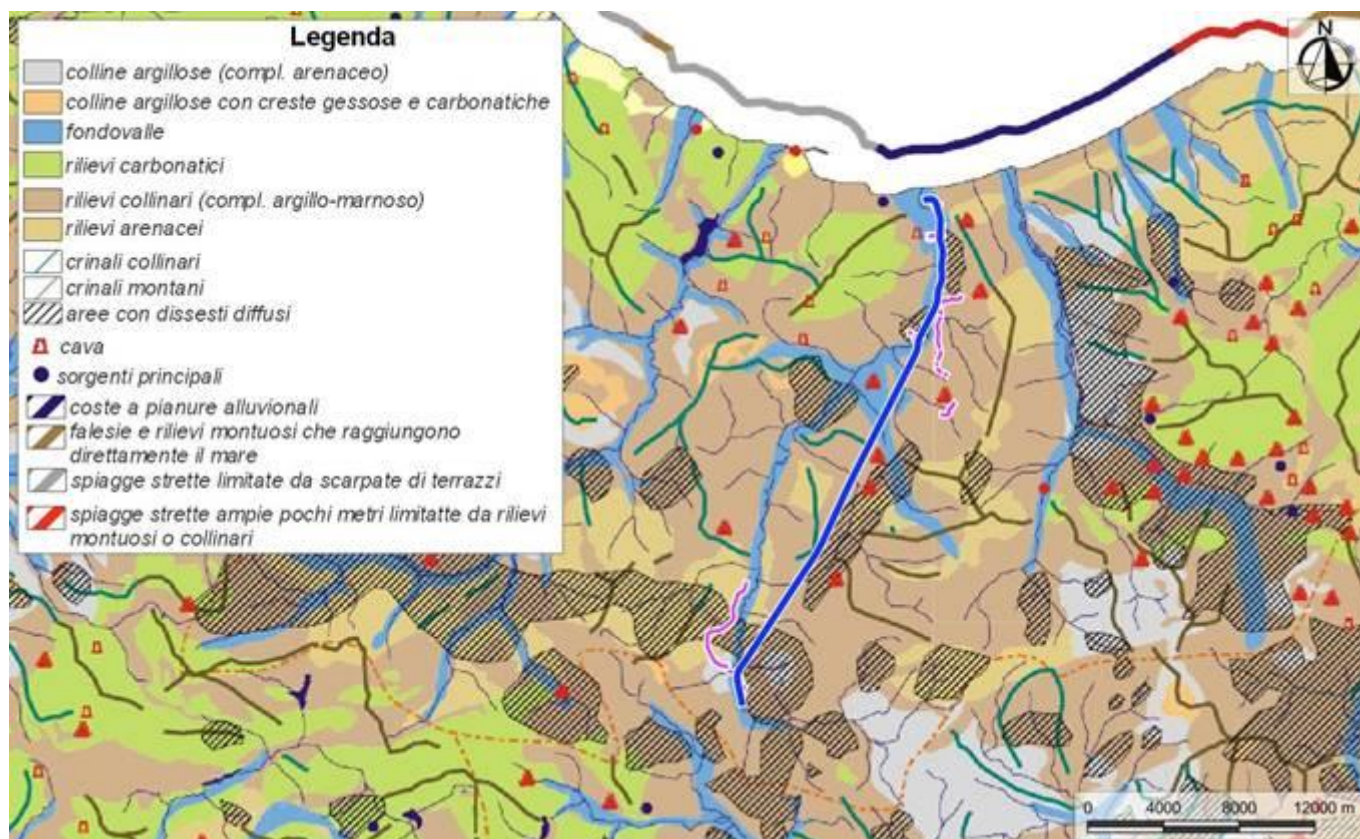 Legenda
colline argillose (compl. arenaceo)
colline argillose con creste gessose e carbonatiche
fondovalle
rilievi carbonatici
rilievi collinari (compl. argillo-marnoso)
rilievi arenacei
crinali collinari
crinali montani
aree con dissesti diffusi
cava
sorgenti principali
coste a pianure alluvionali
falesie e rilievi montuosi che raggiungono
direttamente il mare
spiagge strette limitate da scarpate di terrazzi
spiagge strette ampie pochi metri limitatte da rilievi
montuosi o collinari
N
0 4000 8000 12000 m